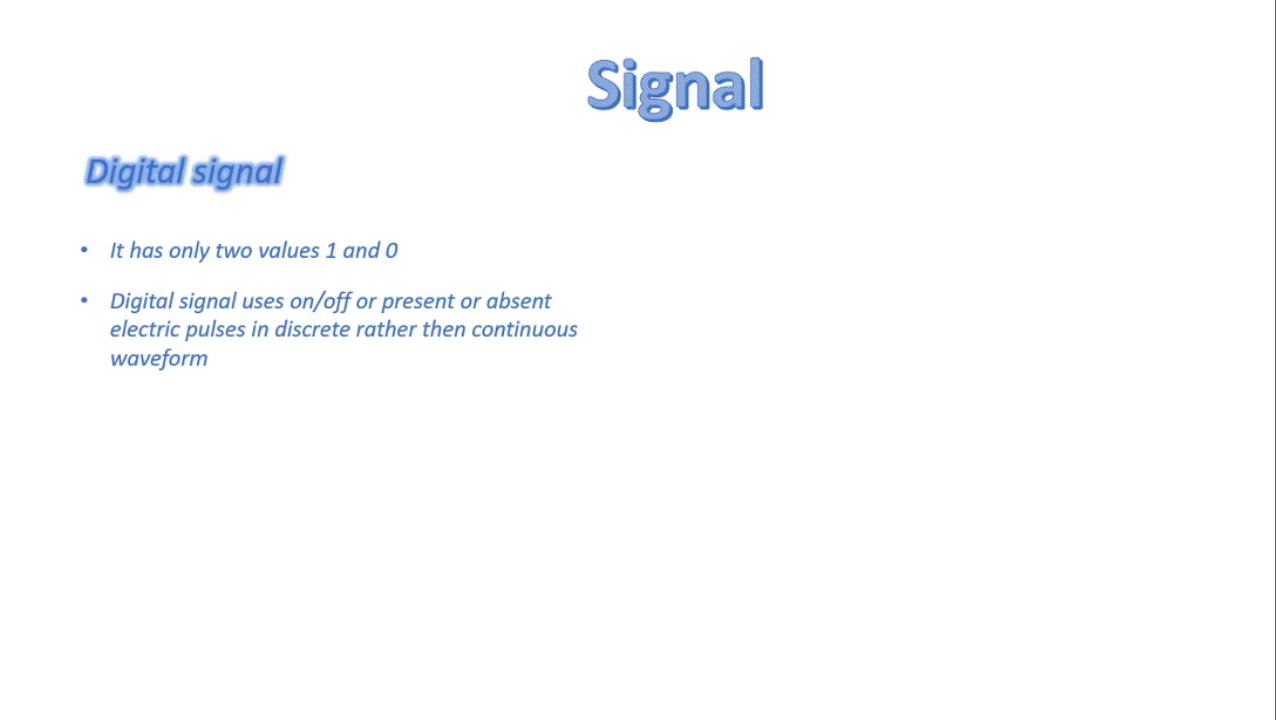 Signal
Digital signal
• It has only two values 1 and 0
• Digital signal uses on/off or present or absent
electric pulses in discrete rather then continuous
waveform